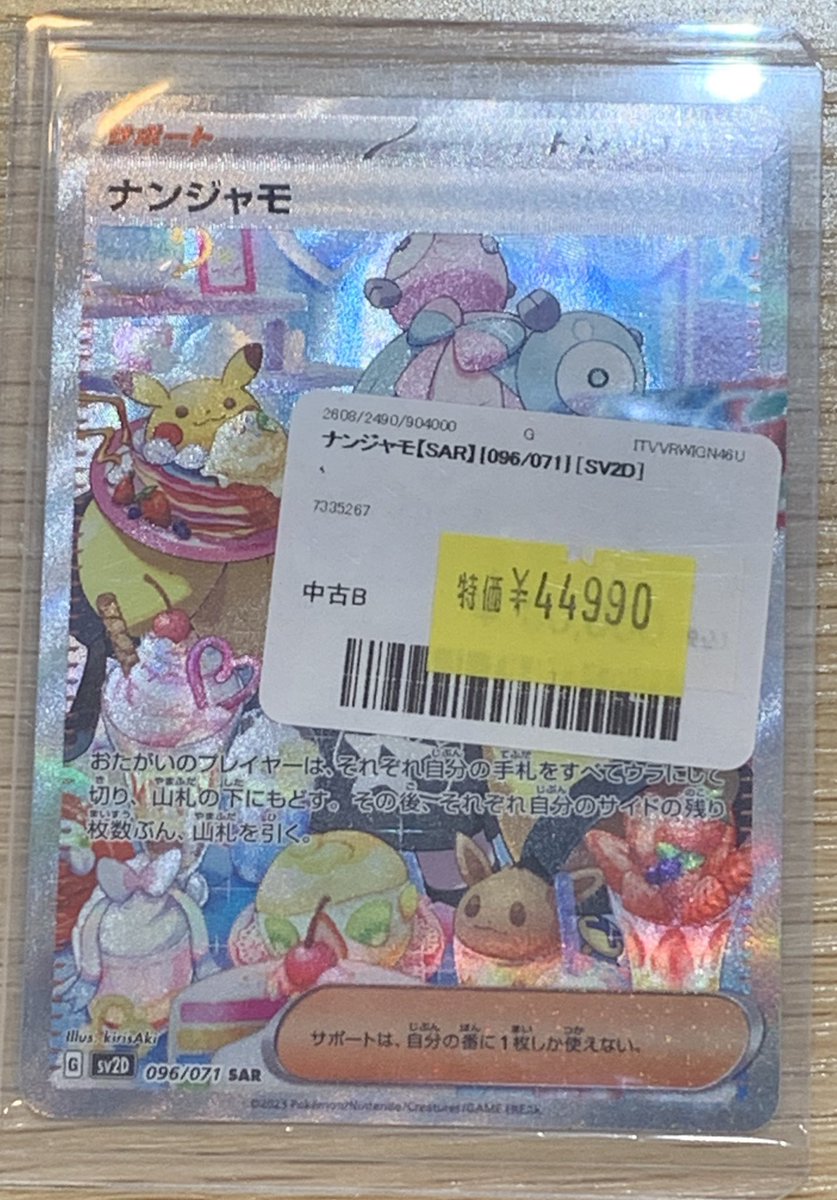 サポート
ナンジャモ
2608/2490/904000 G ITVVRWIGN46U
ナンジャモ【SAR】[096/071][SV2D]
、
7335267
中古B
特価¥44990
おたがいのプレイヤーは、それぞれ自分の手札をすべてウラにして
切り、山札の下にもどす。その後、それぞれ自分のサイドの残り
枚数ぶん、山札を引く。
サポートは、自分の番に1枚しか使えない。
Illus. kirisAki
G SV2D 096/071 SAR
©2023 Pokémon/Nintendo/Creatures/GAME FREAK